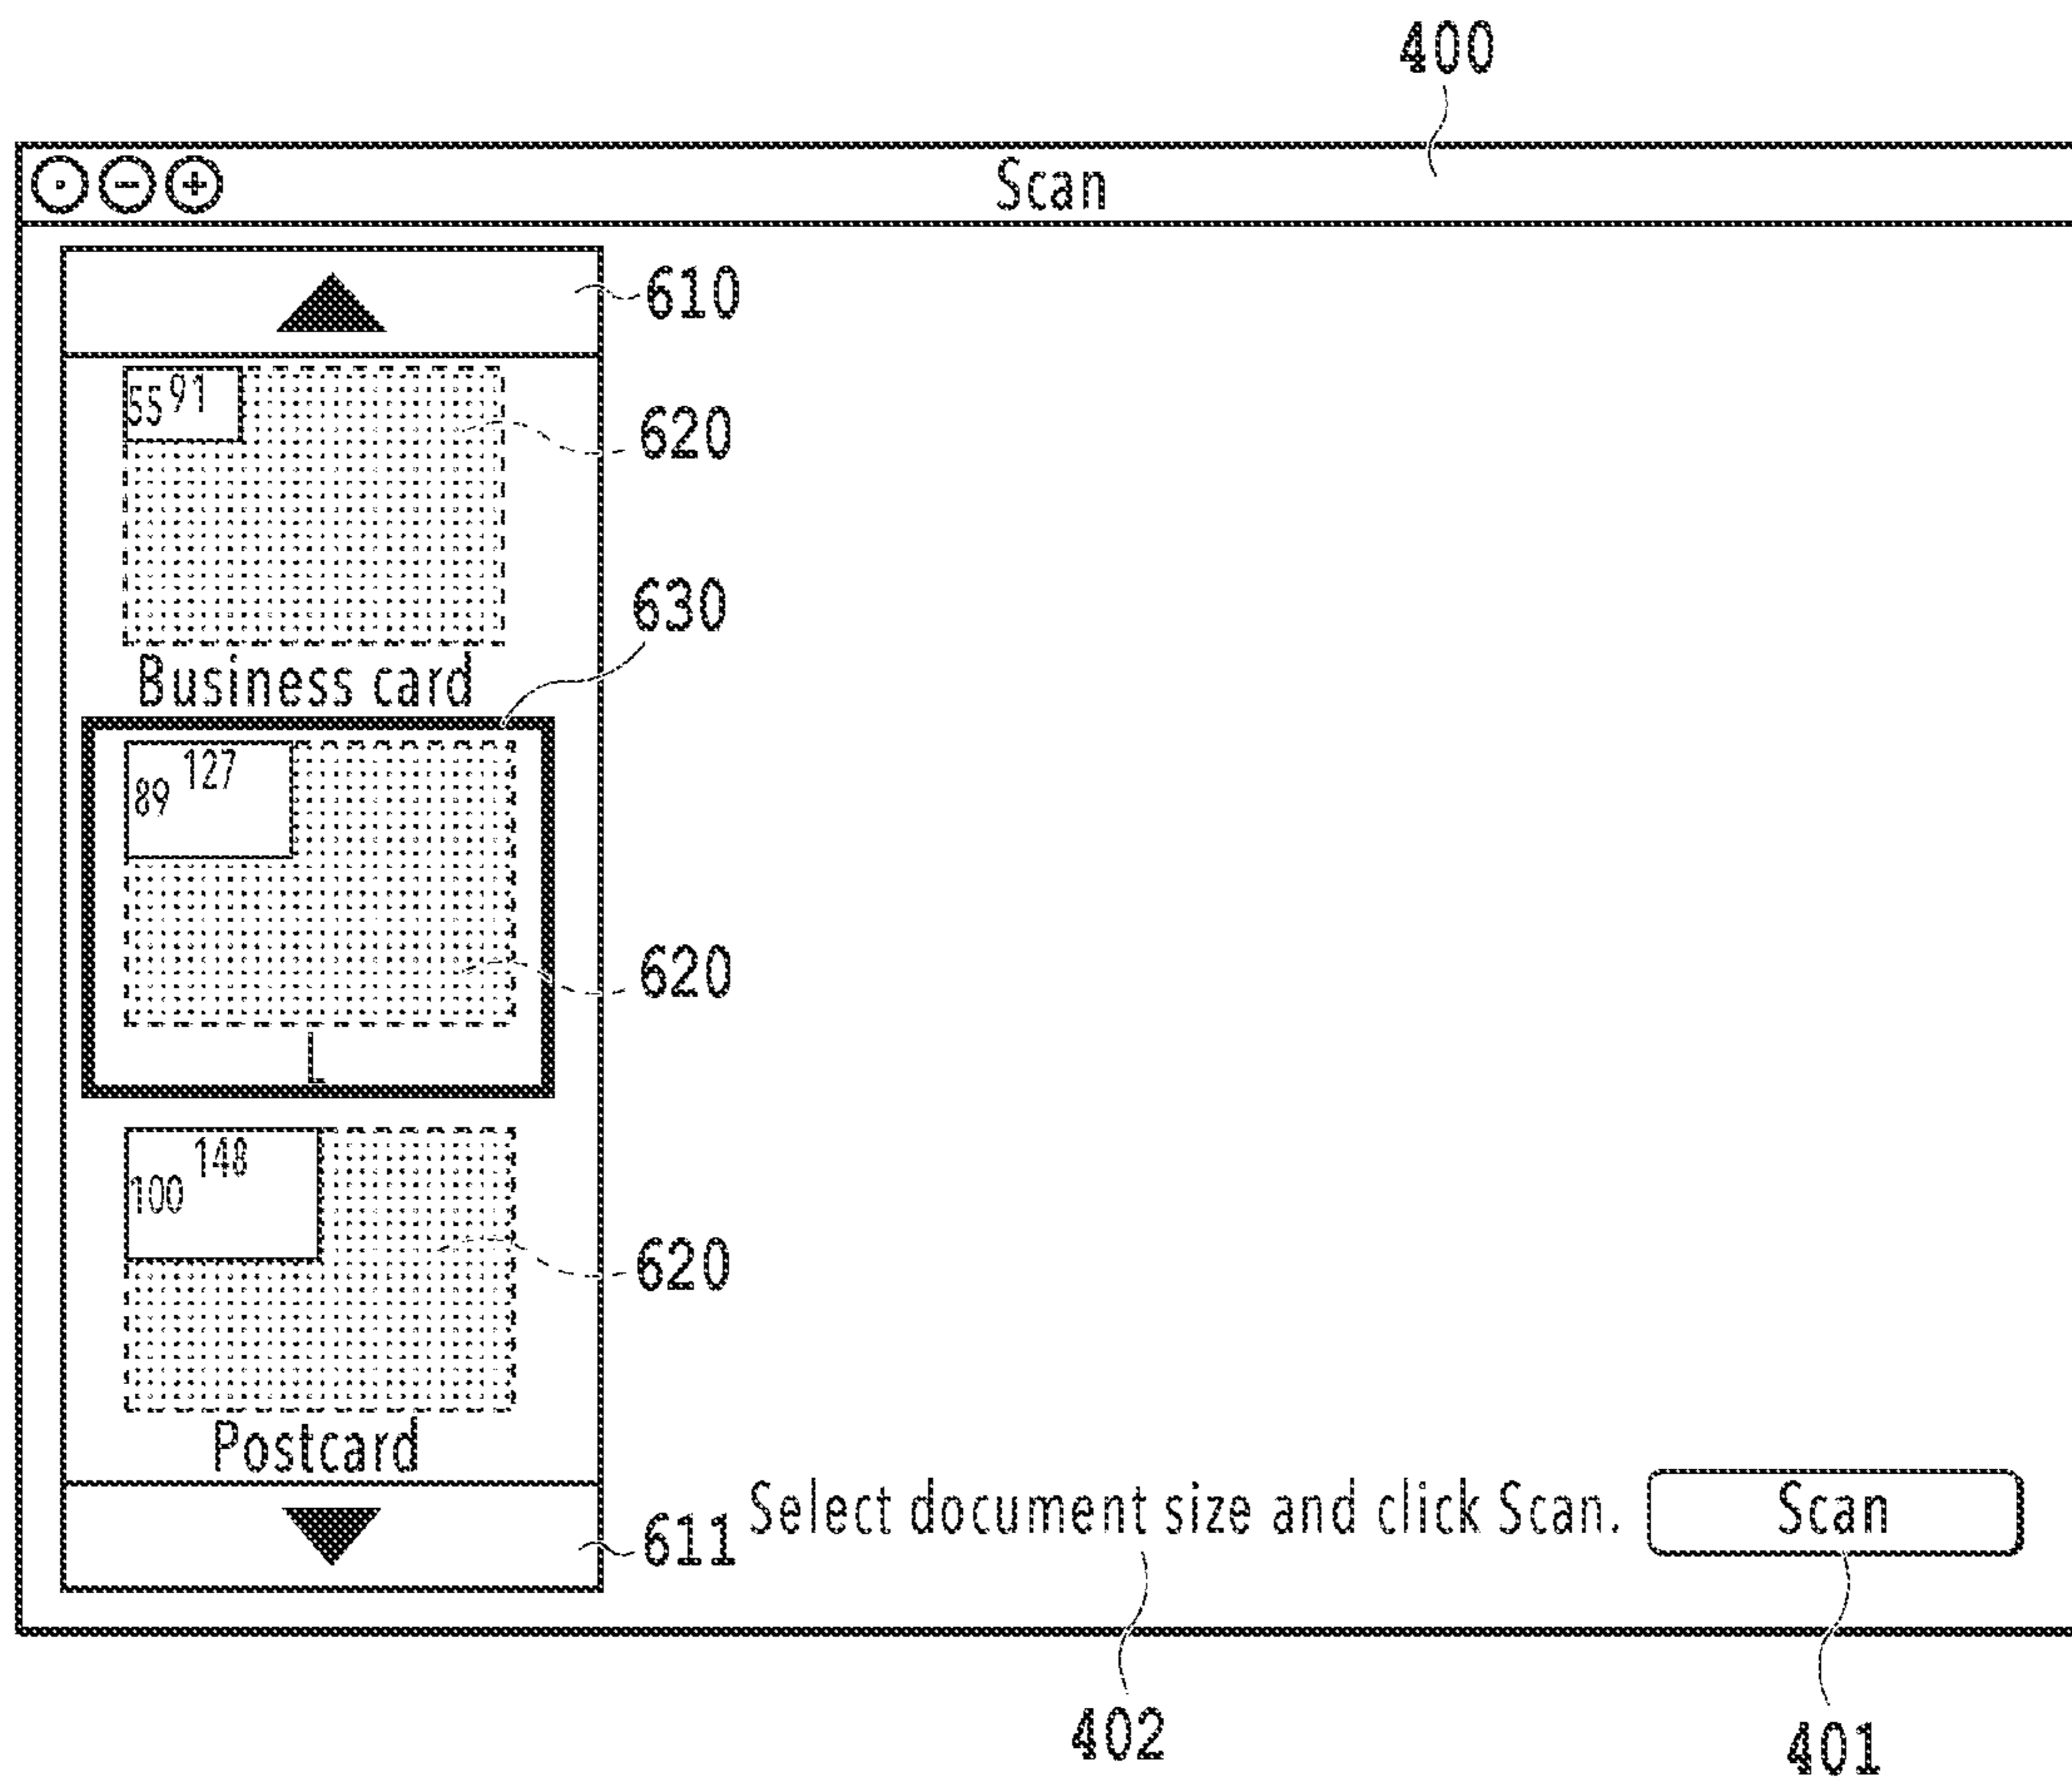 400
Scan
610
55 91
620
Business card
630
89 127
620
L
100 148
620
Postcard
611
Select document size and click Scan.
Scan
402
401